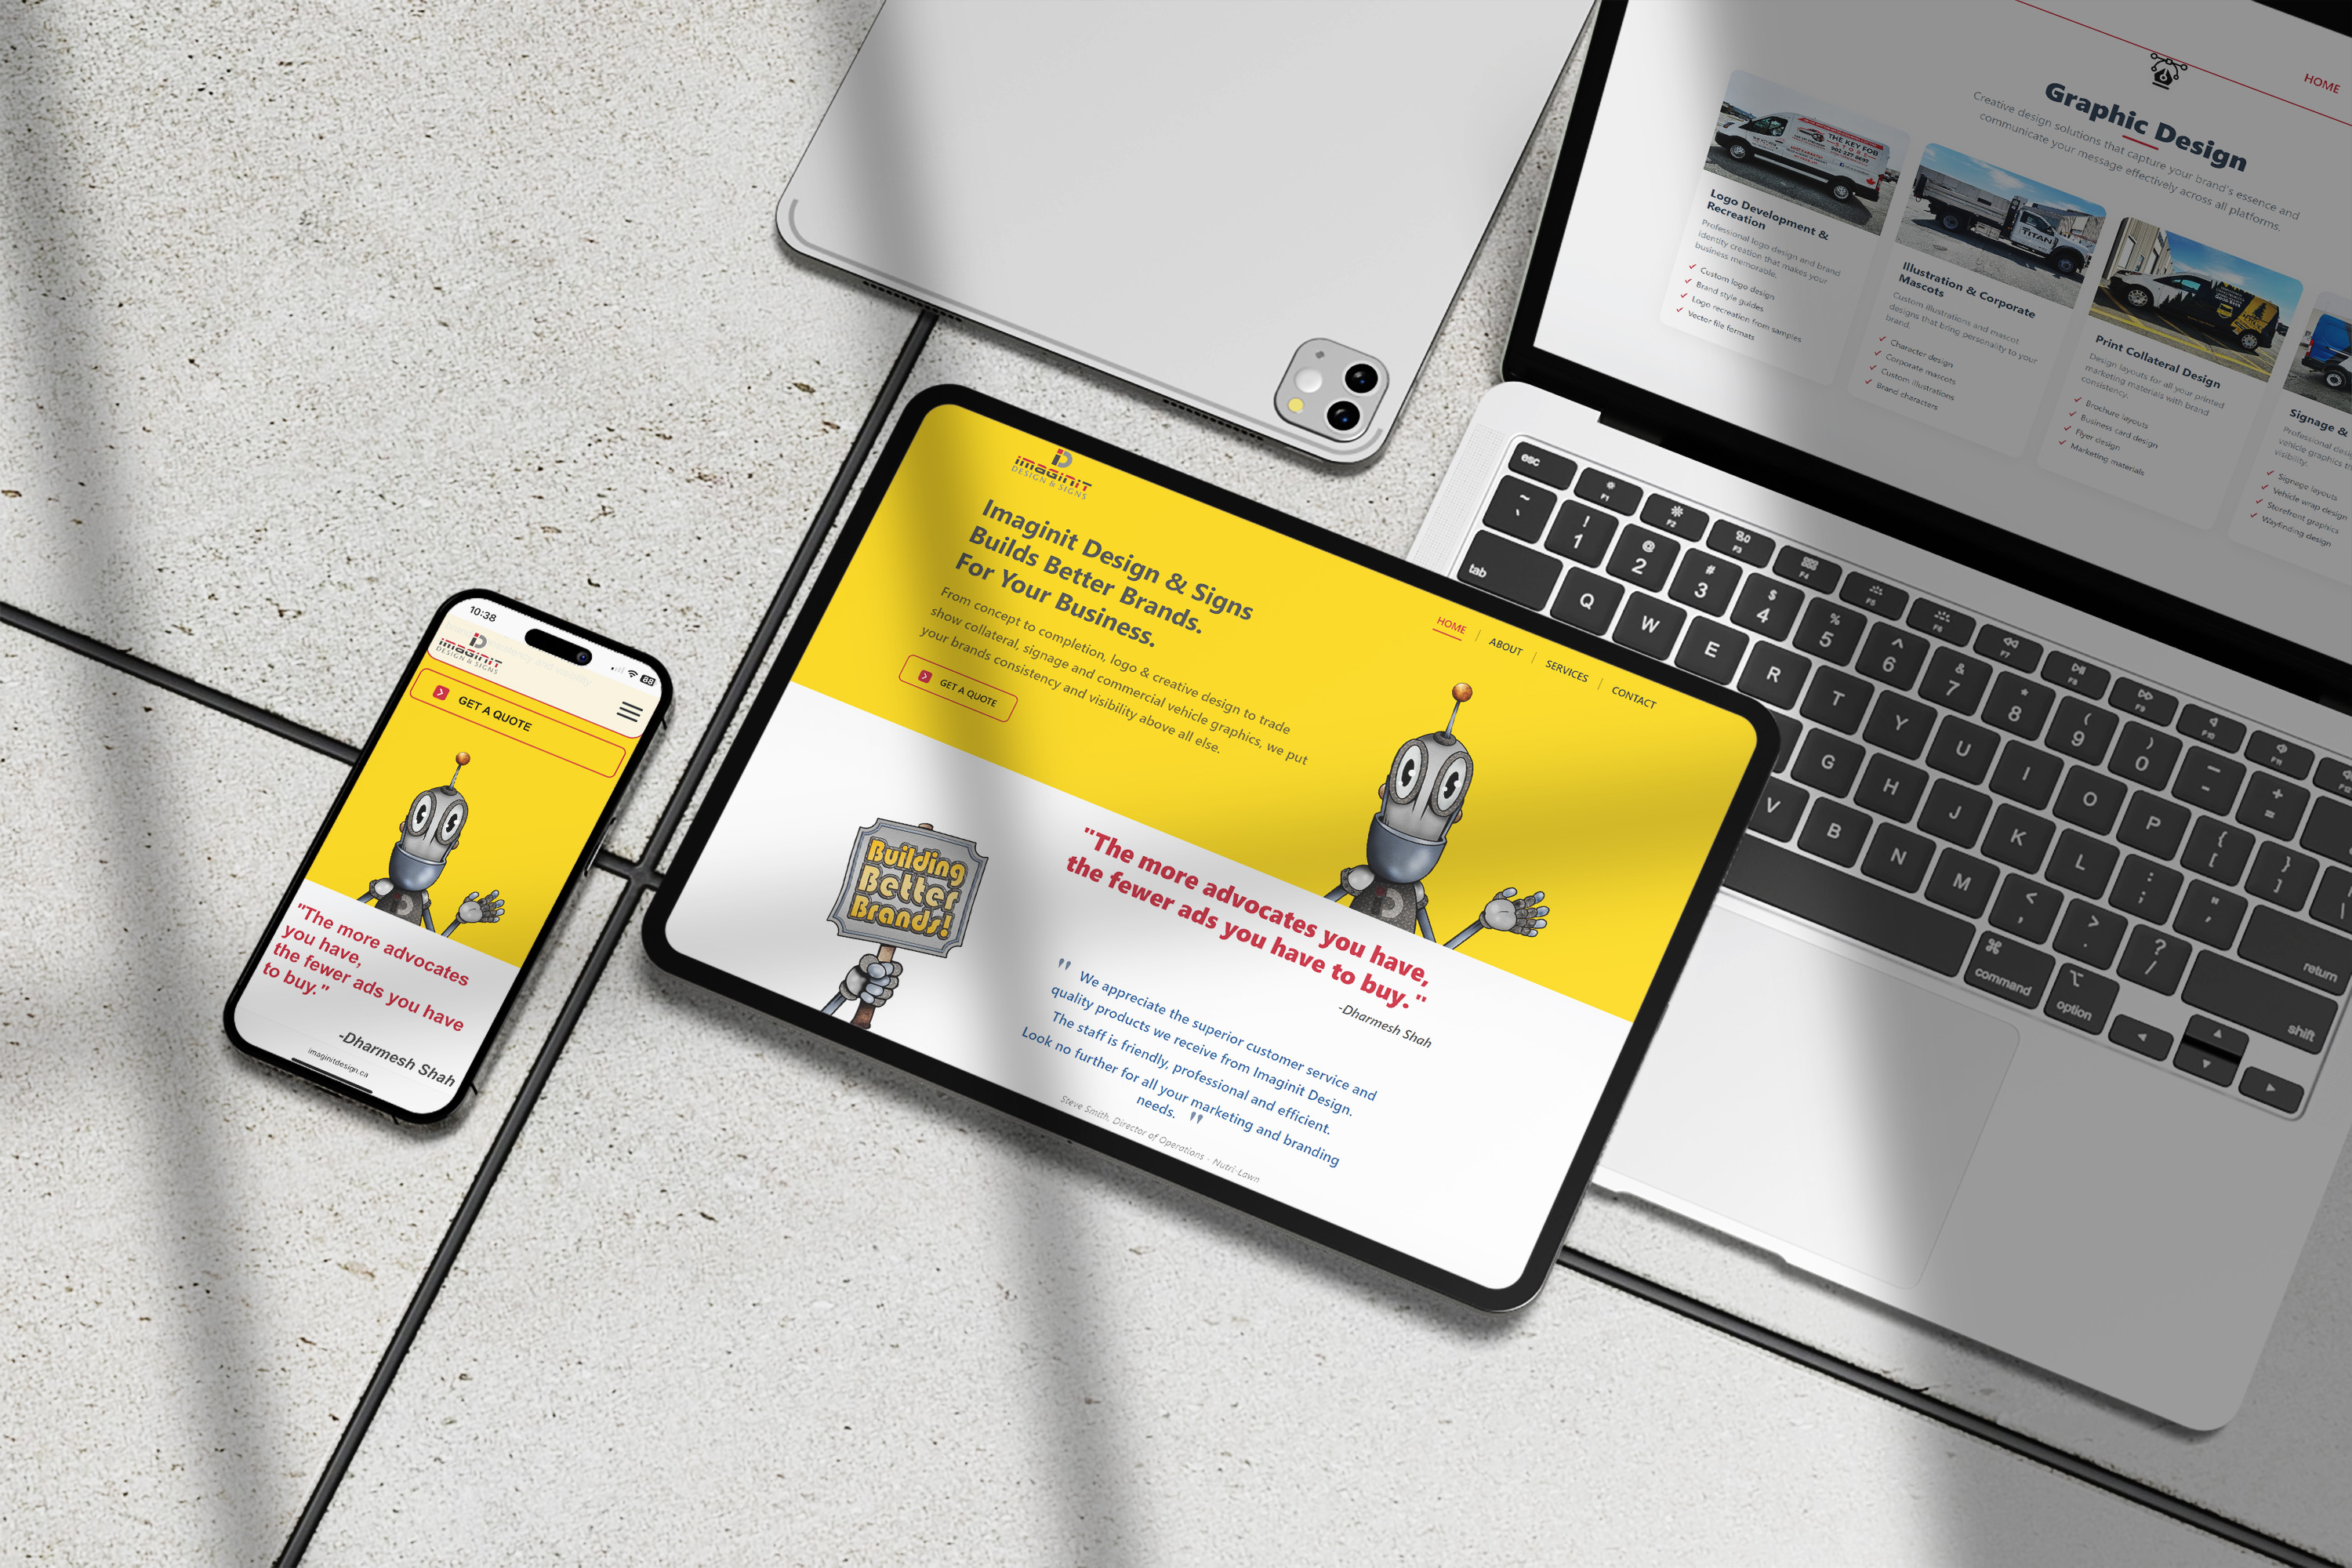 10:38
88
imaginit
DESIGN & SIGNS
GET A QUOTE
"The more advocates
you have,
the fewer ads you have
to buy."
-Dharmesh Shah
imaginitdesign.ca
imaginit
DESIGN & SIGNS
Imaginit Design & Signs
Builds Better Brands.
For Your Business.
From concept to completion, logo & creative design to trade
show collateral, signage and commercial vehicle graphics, we put
your brands consistency and visibility above all else.
GET A QUOTE
HOME | ABOUT | SERVICES | CONTACT
Building
Better
Brands!
"The more advocates you have,
the fewer ads you have to buy."
-Dharmesh Shah
" We appreciate the superior customer service and
quality products we receive from Imaginit Design.
The staff is friendly, professional and efficient.
Look no further for all your marketing and branding
needs. "
Steve Smith, Director of Operations - Nutri-Lawn
HOME
Graphic Design
Creative design solutions that capture your brand's essence and
communicate your message effectively across all platforms.
THE KEY FOB
STORE
Logo Development &
Recreation
Professional logo design and brand
identity creation that makes your
business memorable.
✓ Custom logo design
✓ Brand style guides
✓ Logo recreation from samples
✓ Vector file formats
TITAN
Illustration & Corporate
Mascots
Custom illustrations and mascot
designs that bring personality to your
brand.
✓ Character design
✓ Corporate mascots
✓ Custom illustrations
✓ Brand characters
Print Collateral Design
Design layouts for all your printed
marketing materials with brand
consistency.
✓ Brochure layouts
✓ Business card design
✓ Flyer design
✓ Marketing materials
Signage &
Professional
vehicle graphics
visibility.
✓ Signage layouts
✓ Vehicle wrap design
✓ Storefront graphics
✓ Wayfinding design
esc F1 F2 F3 F4 F5 F6 F7 F8 F9 F10 F11 F12
~ ` ! 1 @ 2 # 3 $ 4 % 5 ^ 6 & 7 * 8 ( 9 ) 0 _ - + =
tab Q W E R T Y U I O P { [ } ] | \
G H J K L : ; " ' return
V B N M < , > . ? / shift
⌘ command ⌥ option ◀ ▲ ▼ ▶